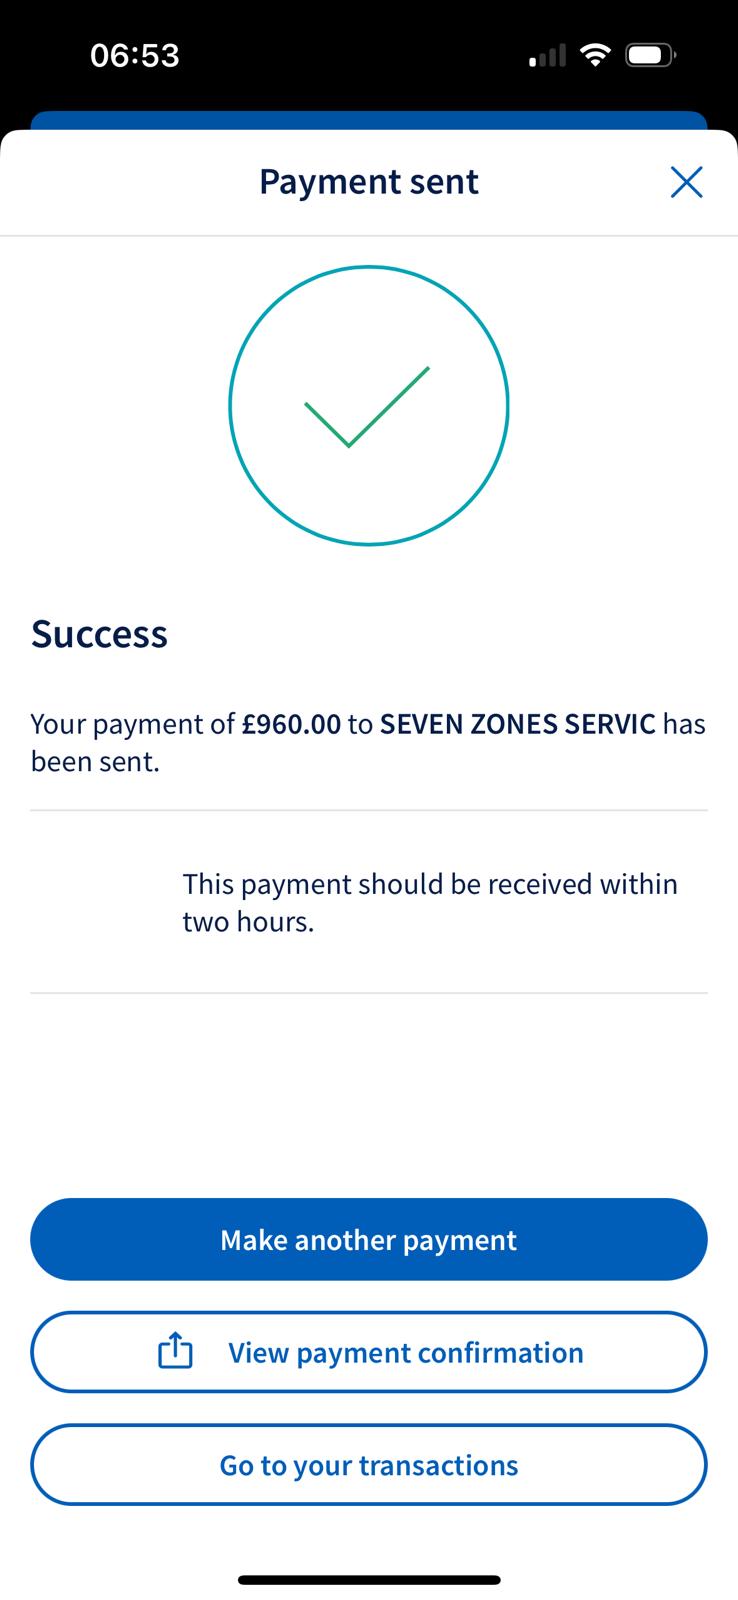 06:53
Payment sent
Success
Your payment of £960.00 to SEVEN ZONES SERVIC has
been sent.
This payment should be received within
two hours.
Make another payment
View payment confirmation
Go to your transactions